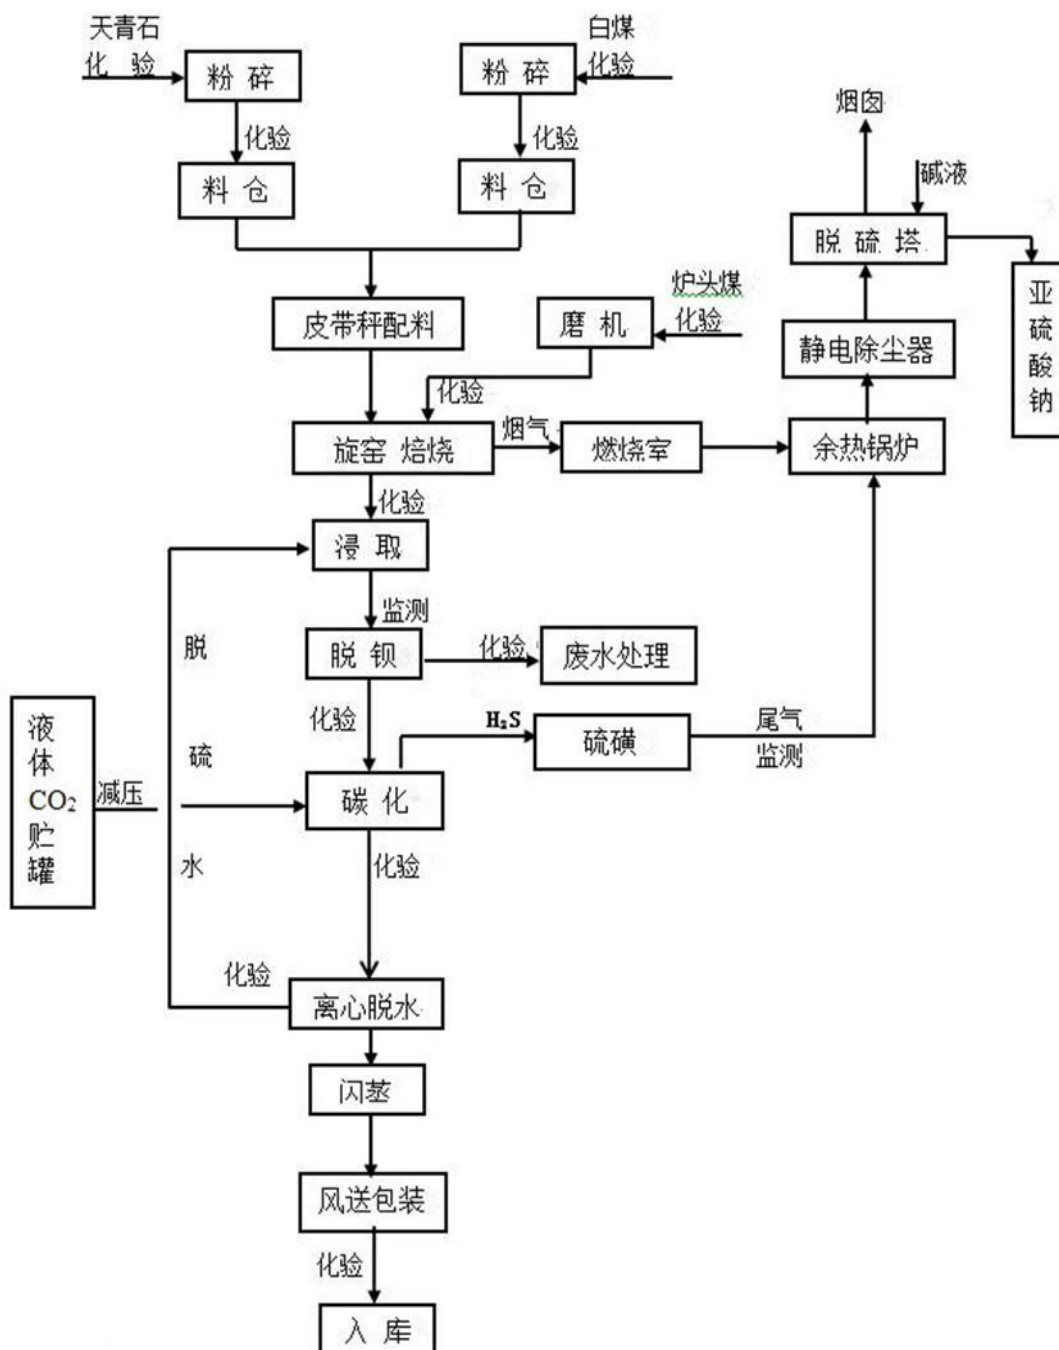 天青石
化 验
粉 碎
白煤
化验
粉 碎
化验
化验
料 仓
料 仓
烟囱
碱液
脱 硫 塔
亚
硫
酸
钠
皮带秤配料
磨 机
炉头煤
化验
静电除尘器
化验
旋窑 焙烧
烟气
燃烧室
余热锅炉
化验
浸 取
监测
脱 钡
化验
废水处理
脱
硫
水
化验
H₂S
硫磺
尾气
监测
液
体
CO₂
贮
罐
减压
碳 化
化验
化验
离心脱水
闪蒸
风送包装
化验
入 库